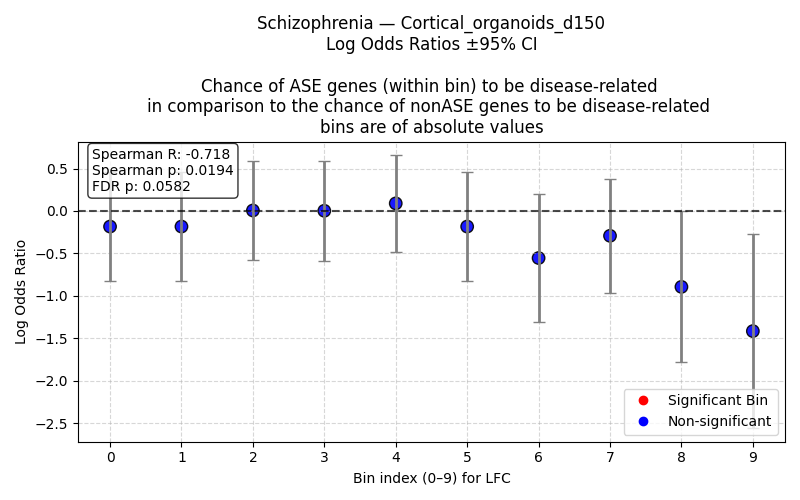 Schizophrenia — Cortical_organoids_d150
Log Odds Ratios ±95% CI
Chance of ASE genes (within bin) to be disease-related
in comparison to the chance of nonASE genes to be disease-related
bins are of absolute values
Spearman R: -0.718
Spearman p: 0.0194
FDR p: 0.0582
Log Odds Ratio
0.5
0.0
−0.5
−1.0
−1.5
−2.0
−2.5
Significant Bin
Non-significant
0 1 2 3 4 5 6 7 8 9
Bin index (0–9) for LFC